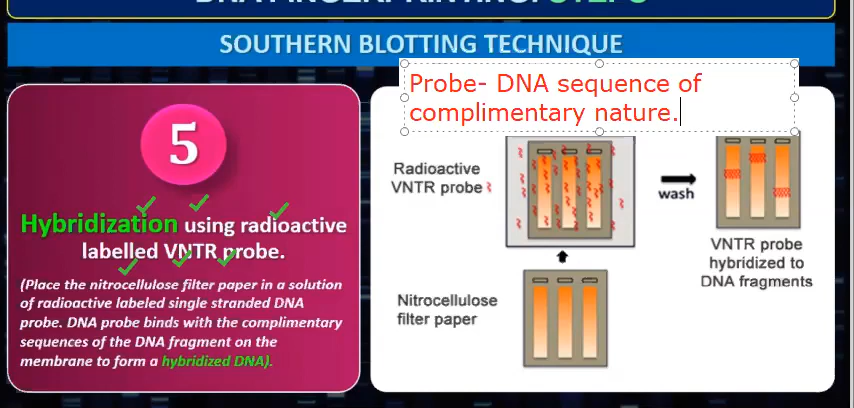 DNA FINGERPRINTING: STEPS
SOUTHERN BLOTTING TECHNIQUE
Probe- DNA sequence of
complimentary nature.
5
Hybridization using radioactive
labelled VNTR probe.
(Place the nitrocellulose filter paper in a solution
of radioactive labeled single stranded DNA
probe. DNA probe binds with the complimentary
sequences of the DNA fragment on the
membrane to form a hybridized DNA).
Radioactive
VNTR probe
wash
VNTR probe
hybridized to
DNA fragments
Nitrocellulose
filter paper